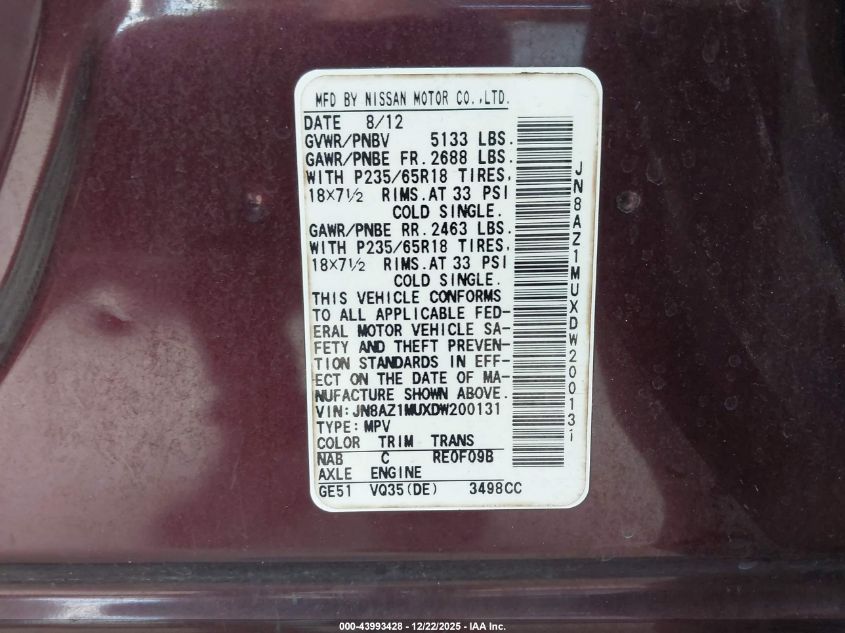 MFD BY NISSAN MOTOR CO.,LTD.
DATE 8/12
GVWR/PNBV 5133 LBS.
GAWR/PNBE FR. 2688 LBS.
WITH P235/65R18 TIRES,
18×7½ RIMS.AT 33 PSI
COLD SINGLE.
GAWR/PNBE RR. 2463 LBS.
WITH P235/65R18 TIRES,
18×7½ RIMS.AT 33 PSI
COLD SINGLE.
THIS VEHICLE CONFORMS
TO ALL APPLICABLE FED-
ERAL MOTOR VEHICLE SA-
FETY AND THEFT PREVEN-
TION STANDARDS IN EFF-
ECT ON THE DATE OF MA-
NUFACTURE SHOWN ABOVE.
VIN:JN8AZ1MUXDW200131
TYPE:MPV
COLOR TRIM TRANS
NAB C RE0F09B
AXLE ENGINE
GE51 VQ35(DE) 3498CC
JN8AZ1MUXDW200131
000-43993428 - 12/22/2025 - IAA Inc.